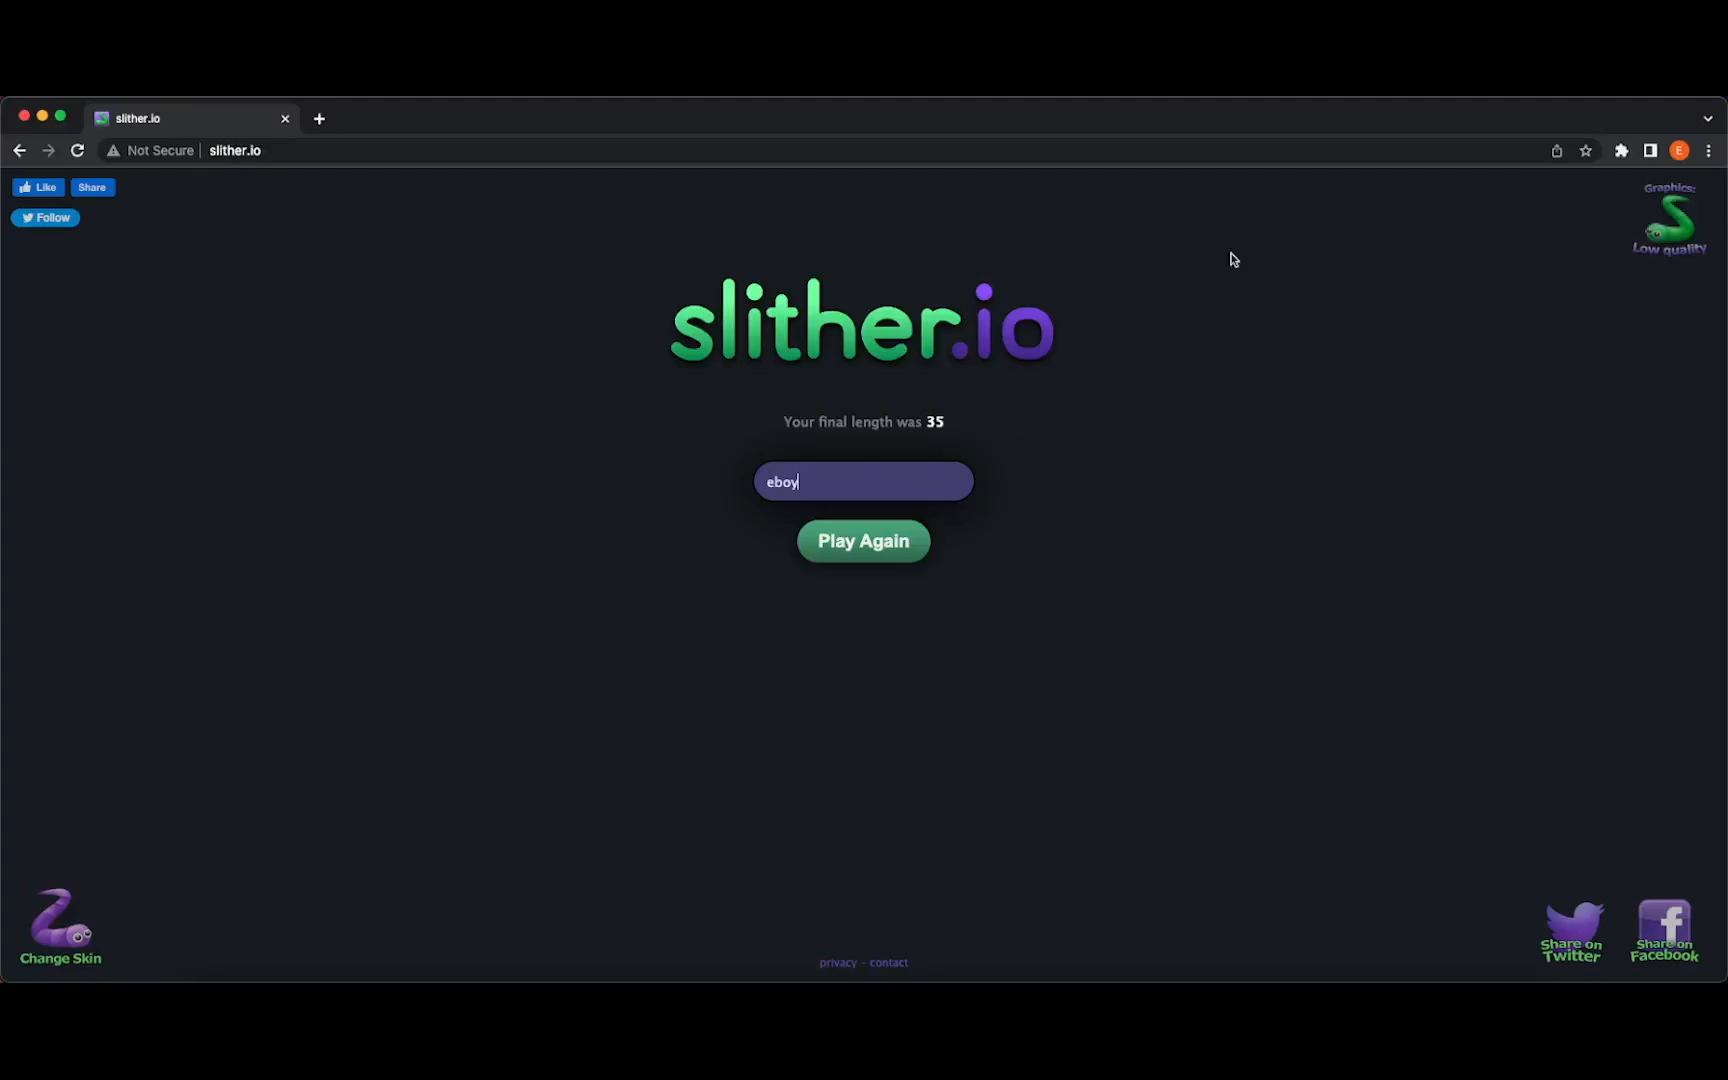 slither.io
Not Secure
slither.io
Like
Share
Follow
Graphics:
Low quality
slither.io
Your final length was 35
eboy
Play Again
Change Skin
privacy - contact
Share on
Twitter
Share on
Facebook
E